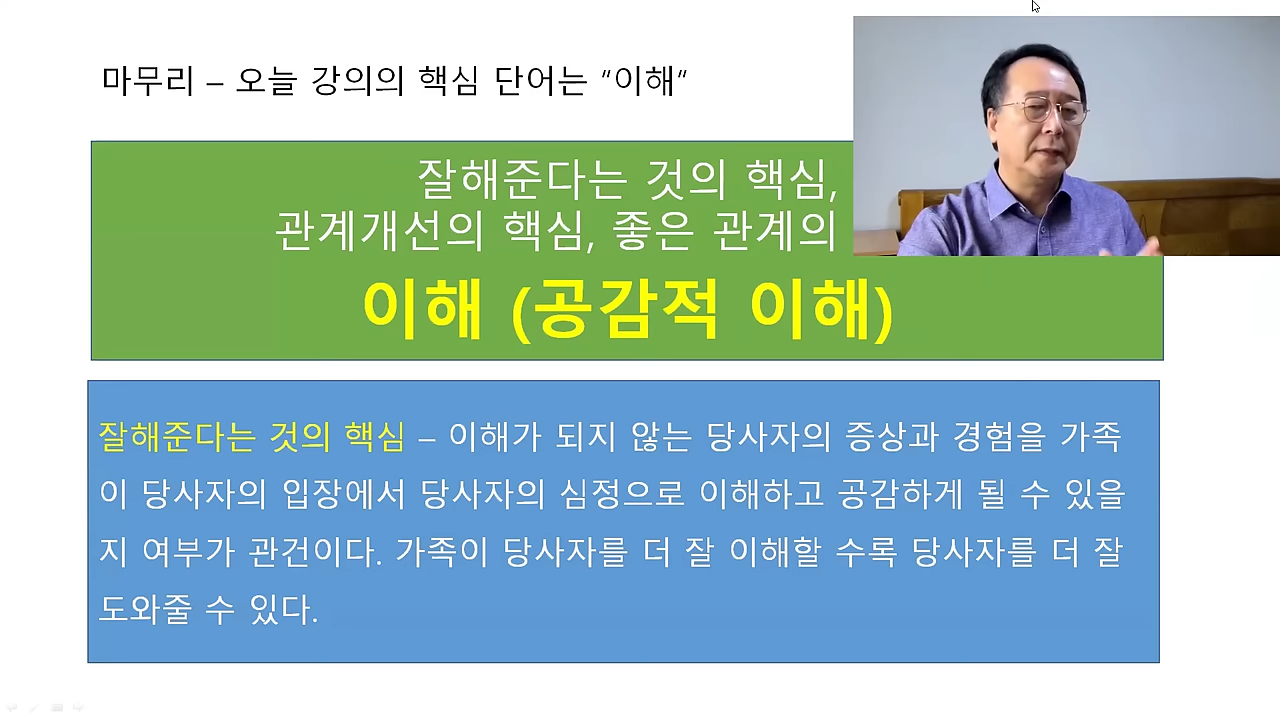 마무리 – 오늘 강의의 핵심 단어는 “이해”
잘해준다는 것의 핵심,
관계개선의 핵심, 좋은 관계의
이해 (공감적 이해)
잘해준다는 것의 핵심 – 이해가 되지 않는 당사자의 증상과 경험을 가족
이 당사자의 입장에서 당사자의 심정으로 이해하고 공감하게 될 수 있을
지 여부가 관건이다. 가족이 당사자를 더 잘 이해할 수록 당사자를 더 잘
도와줄 수 있다.